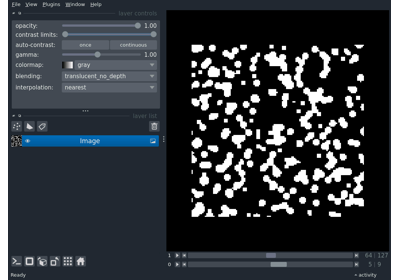 File View Plugins Window Help
layer controls
opacity: 1.00
contrast limits:
auto-contrast: once continuous
gamma: 1.00
colormap: gray
blending: translucent_no_depth
interpolation: nearest
layer list
Image
1 64 127
0 5 9
Ready activity